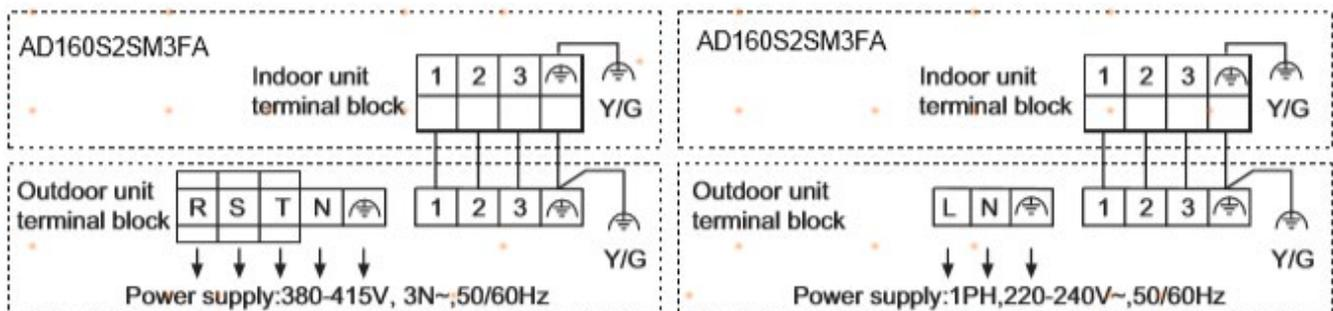 AD160S2SM3FA
Indoor unit
terminal block
1 2 3
Y/G
Outdoor unit
terminal block
R S T N
1 2 3
Y/G
Power supply:380-415V, 3N~,50/60Hz
AD160S2SM3FA
Indoor unit
terminal block
1 2 3
Y/G
Outdoor unit
terminal block
L N
1 2 3
Y/G
Power supply:1PH,220-240V~,50/60Hz